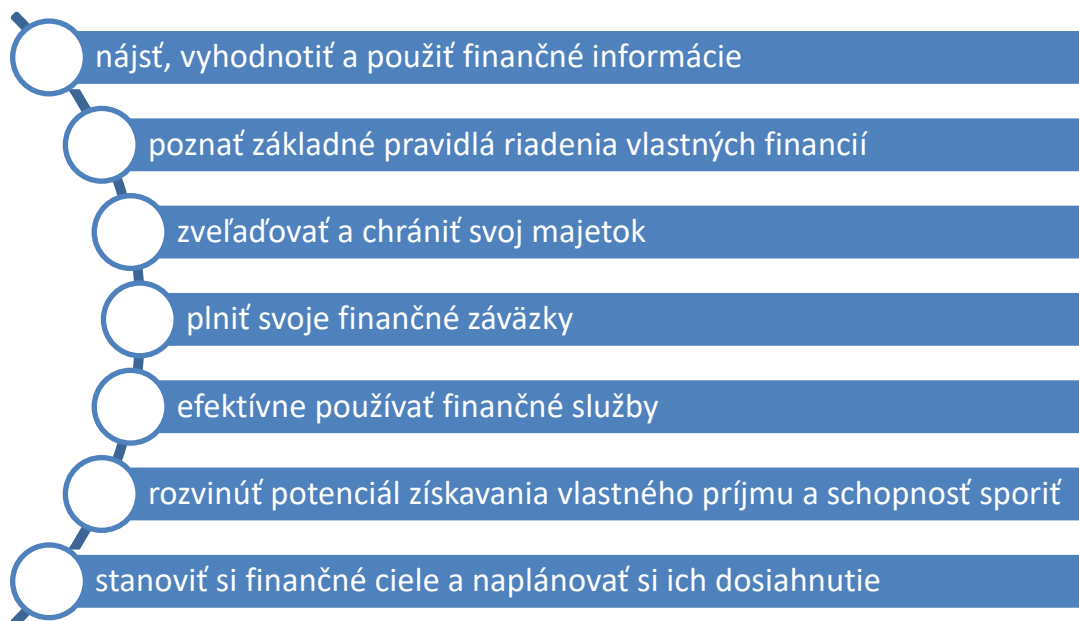 nájsť, vyhodnotiť a použiť finančné informácie
poznať základné pravidlá riadenia vlastných financií
zveľaďovať a chrániť svoj majetok
plniť svoje finančné záväzky
efektívne používať finančné služby
rozvinúť potenciál získavania vlastného príjmu a schopnosť sporiť
stanoviť si finančné ciele a naplánovať si ich dosiahnutie